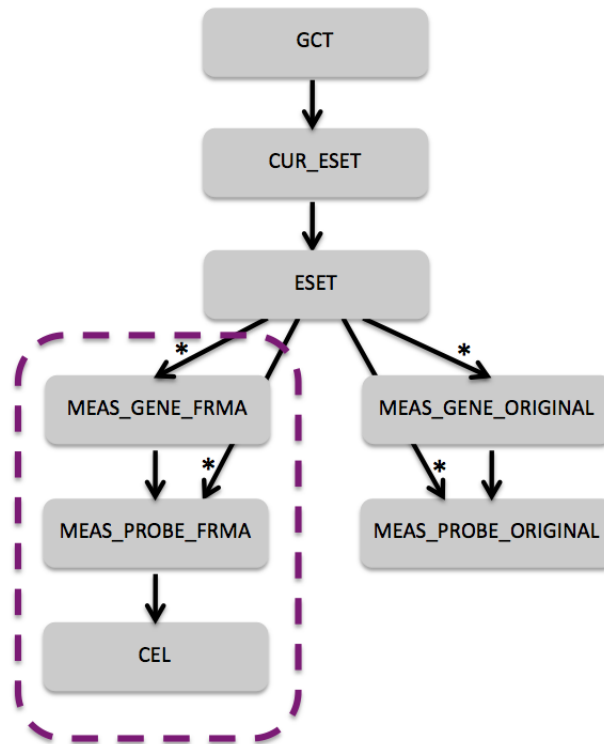 GCT
CUR_ESET
ESET
*
*
MEAS_GENE_FRMA
MEAS_GENE_ORIGINAL
*
*
MEAS_PROBE_FRMA
MEAS_PROBE_ORIGINAL
CEL